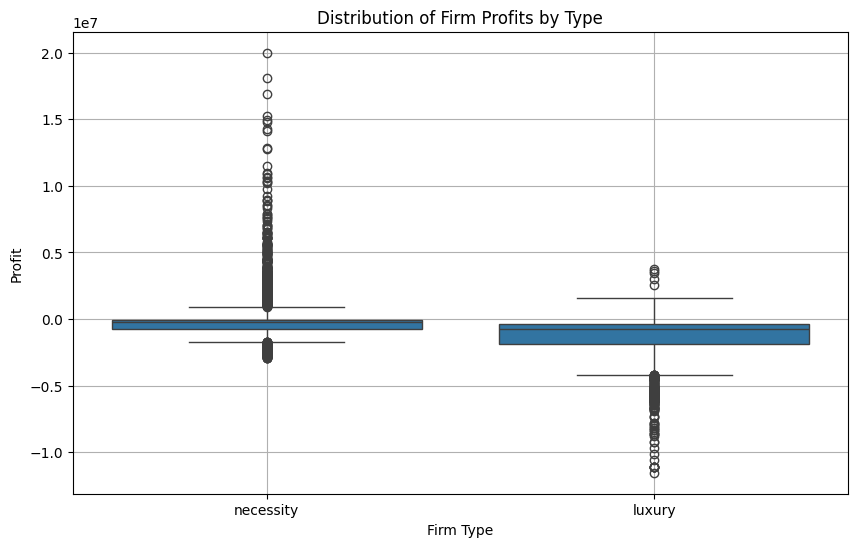 Distribution of Firm Profits by Type
1e7
2.0
1.5
1.0
0.5
0.0
−0.5
−1.0
Profit
necessity
luxury
Firm Type